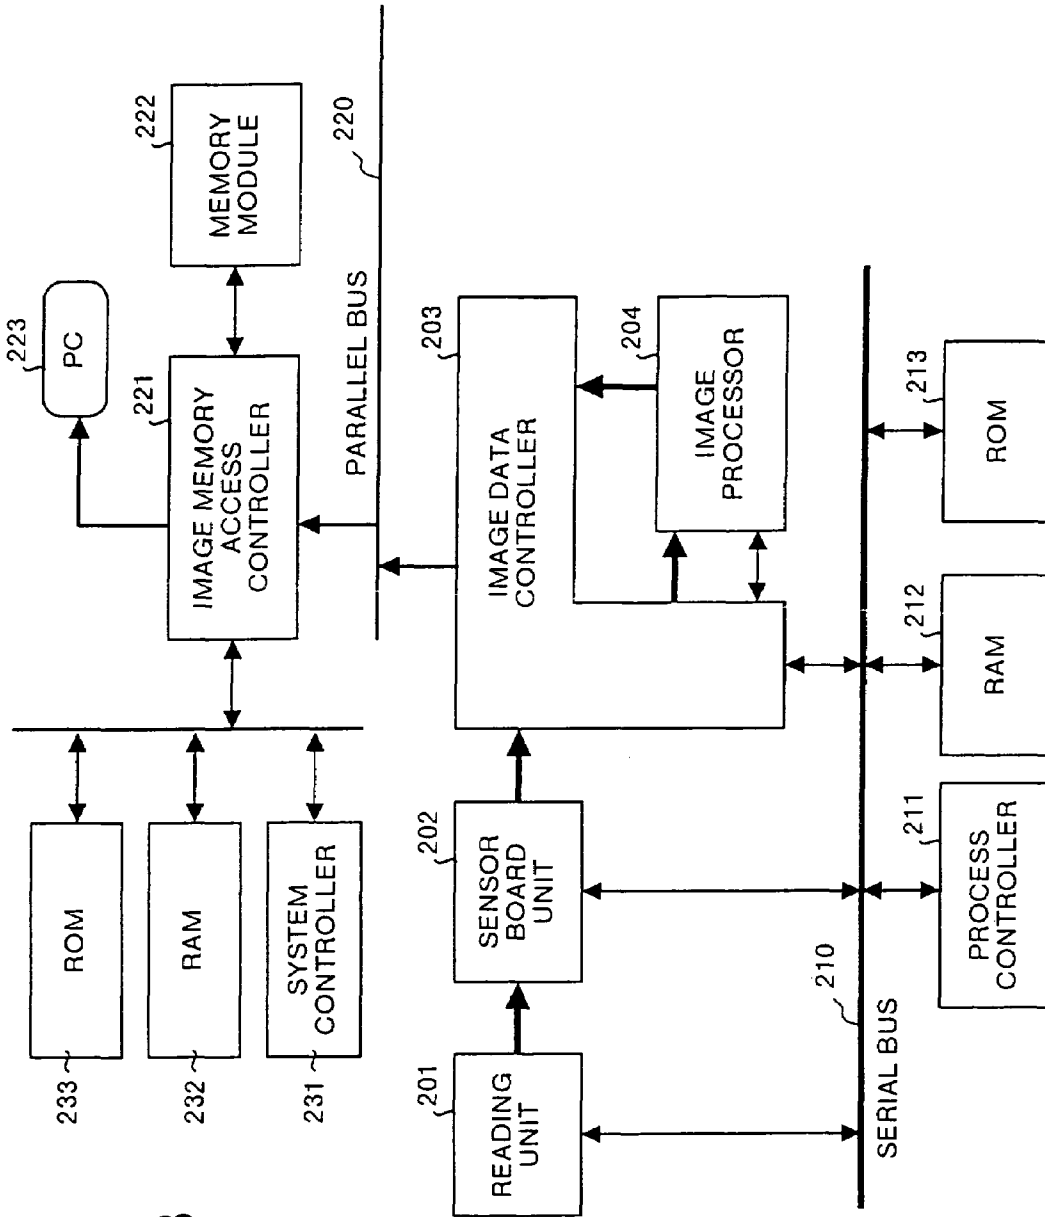 223
PC
233
ROM
232
RAM
231
SYSTEM
CONTROLLER
221
IMAGE MEMORY
ACCESS
CONTROLLER
222
MEMORY
MODULE
PARALLEL BUS
220
201
READING
UNIT
202
SENSOR
BOARD
UNIT
203
IMAGE DATA
CONTROLLER
204
IMAGE
PROCESSOR
210
SERIAL BUS
211
PROCESS
CONTROLLER
212
RAM
213
ROM